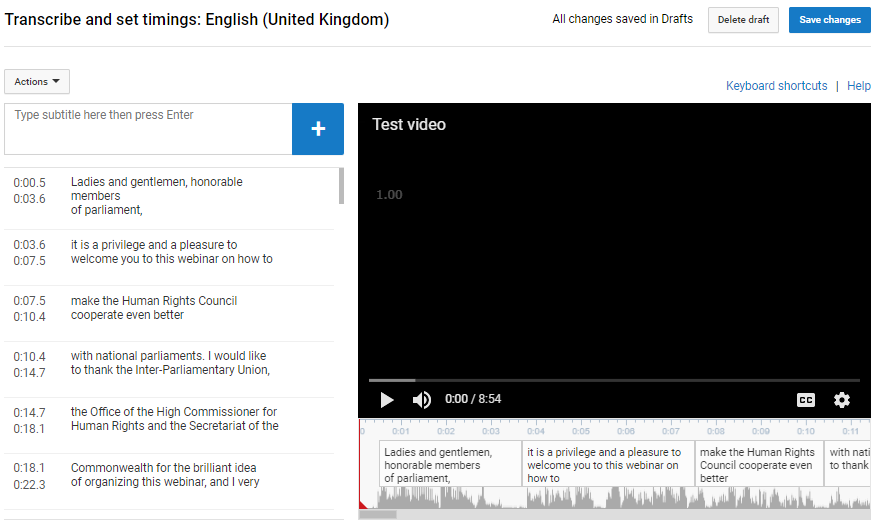 Transcribe and set timings: English (United Kingdom)
All changes saved in Drafts
Delete draft
Save changes
Actions
Keyboard shortcuts | Help
Type subtitle here then press Enter
+
0:00.5
0:03.6
Ladies and gentlemen, honorable
members
of parliament,
0:03.6
0:07.5
it is a privilege and a pleasure to
welcome you to this webinar on how to
0:07.5
0:10.4
make the Human Rights Council
cooperate even better
0:10.4
0:14.7
with national parliaments. I would like
to thank the Inter-Parliamentary Union,
0:14.7
0:18.1
the Office of the High Commissioner for
Human Rights and the Secretariat of the
0:18.1
0:22.3
Commonwealth for the brilliant idea
of organizing this webinar, and I very
Test video
1.00
0:00 / 8:54
CC
0 0:01 0:02 0:03 0:04 0:05 0:06 0:07 0:08 0:09 0:10 0:11
Ladies and gentlemen,
honorable members
of parliament,
it is a privilege and a pleasure to
welcome you to this webinar on
how to
make the Human Rights
Council cooperate even
better
with nati
to thank